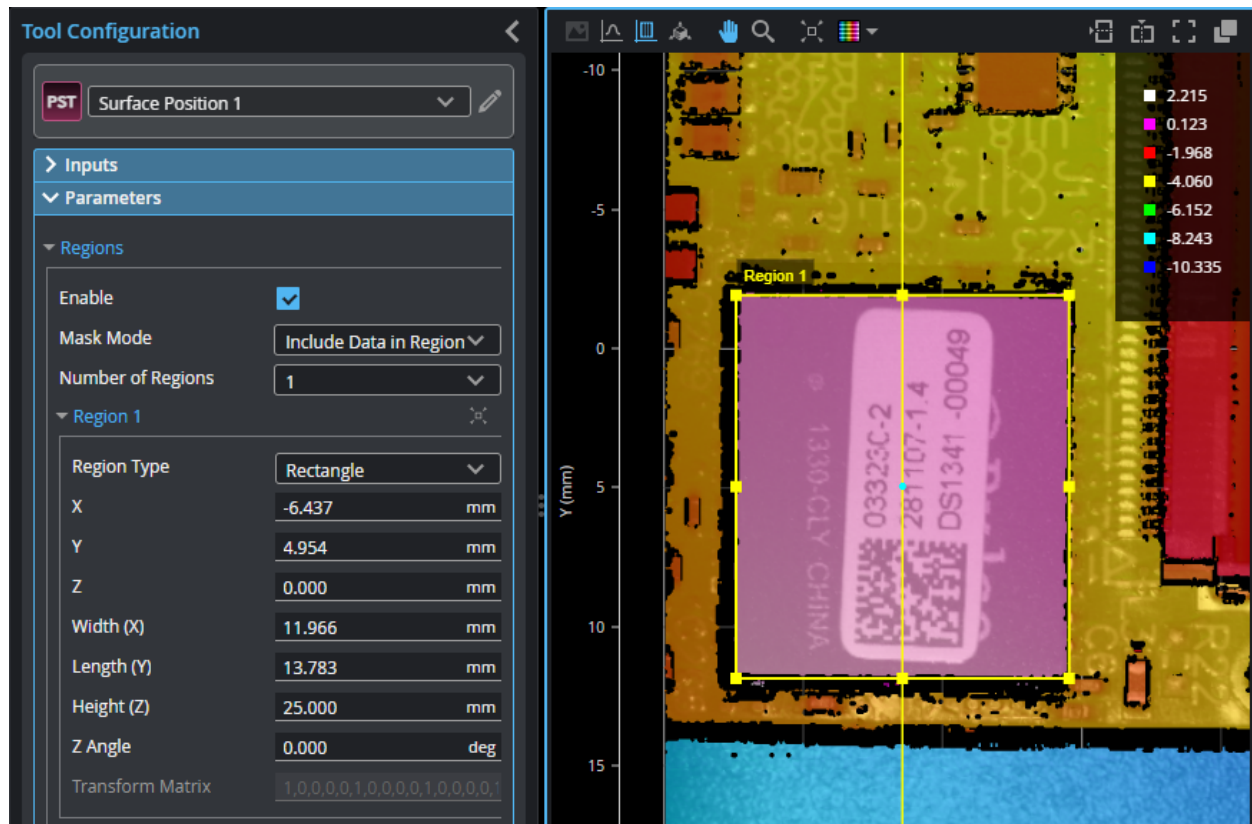 Tool Configuration
PST
Surface Position 1
Inputs
Parameters
Regions
Enable
Mask Mode
Include Data in Region
Number of Regions
1
Region 1
Region Type
Rectangle
X
-6.437
mm
Y
4.954
mm
Z
0.000
mm
Width (X)
11.966
mm
Length (Y)
13.783
mm
Height (Z)
25.000
mm
Z Angle
0.000
deg
Transform Matrix
1,0,0,0,0,1,0,0,0,0,1,0,0,0,0,1
-10
-5
0
5
10
15
Y (mm)
2.215
0.123
-1.968
-4.060
-6.152
-8.243
-10.335
Region 1
03323C-2
281107-1.4
DS1341 -00049
1330-CLY CHINA
U18
R23